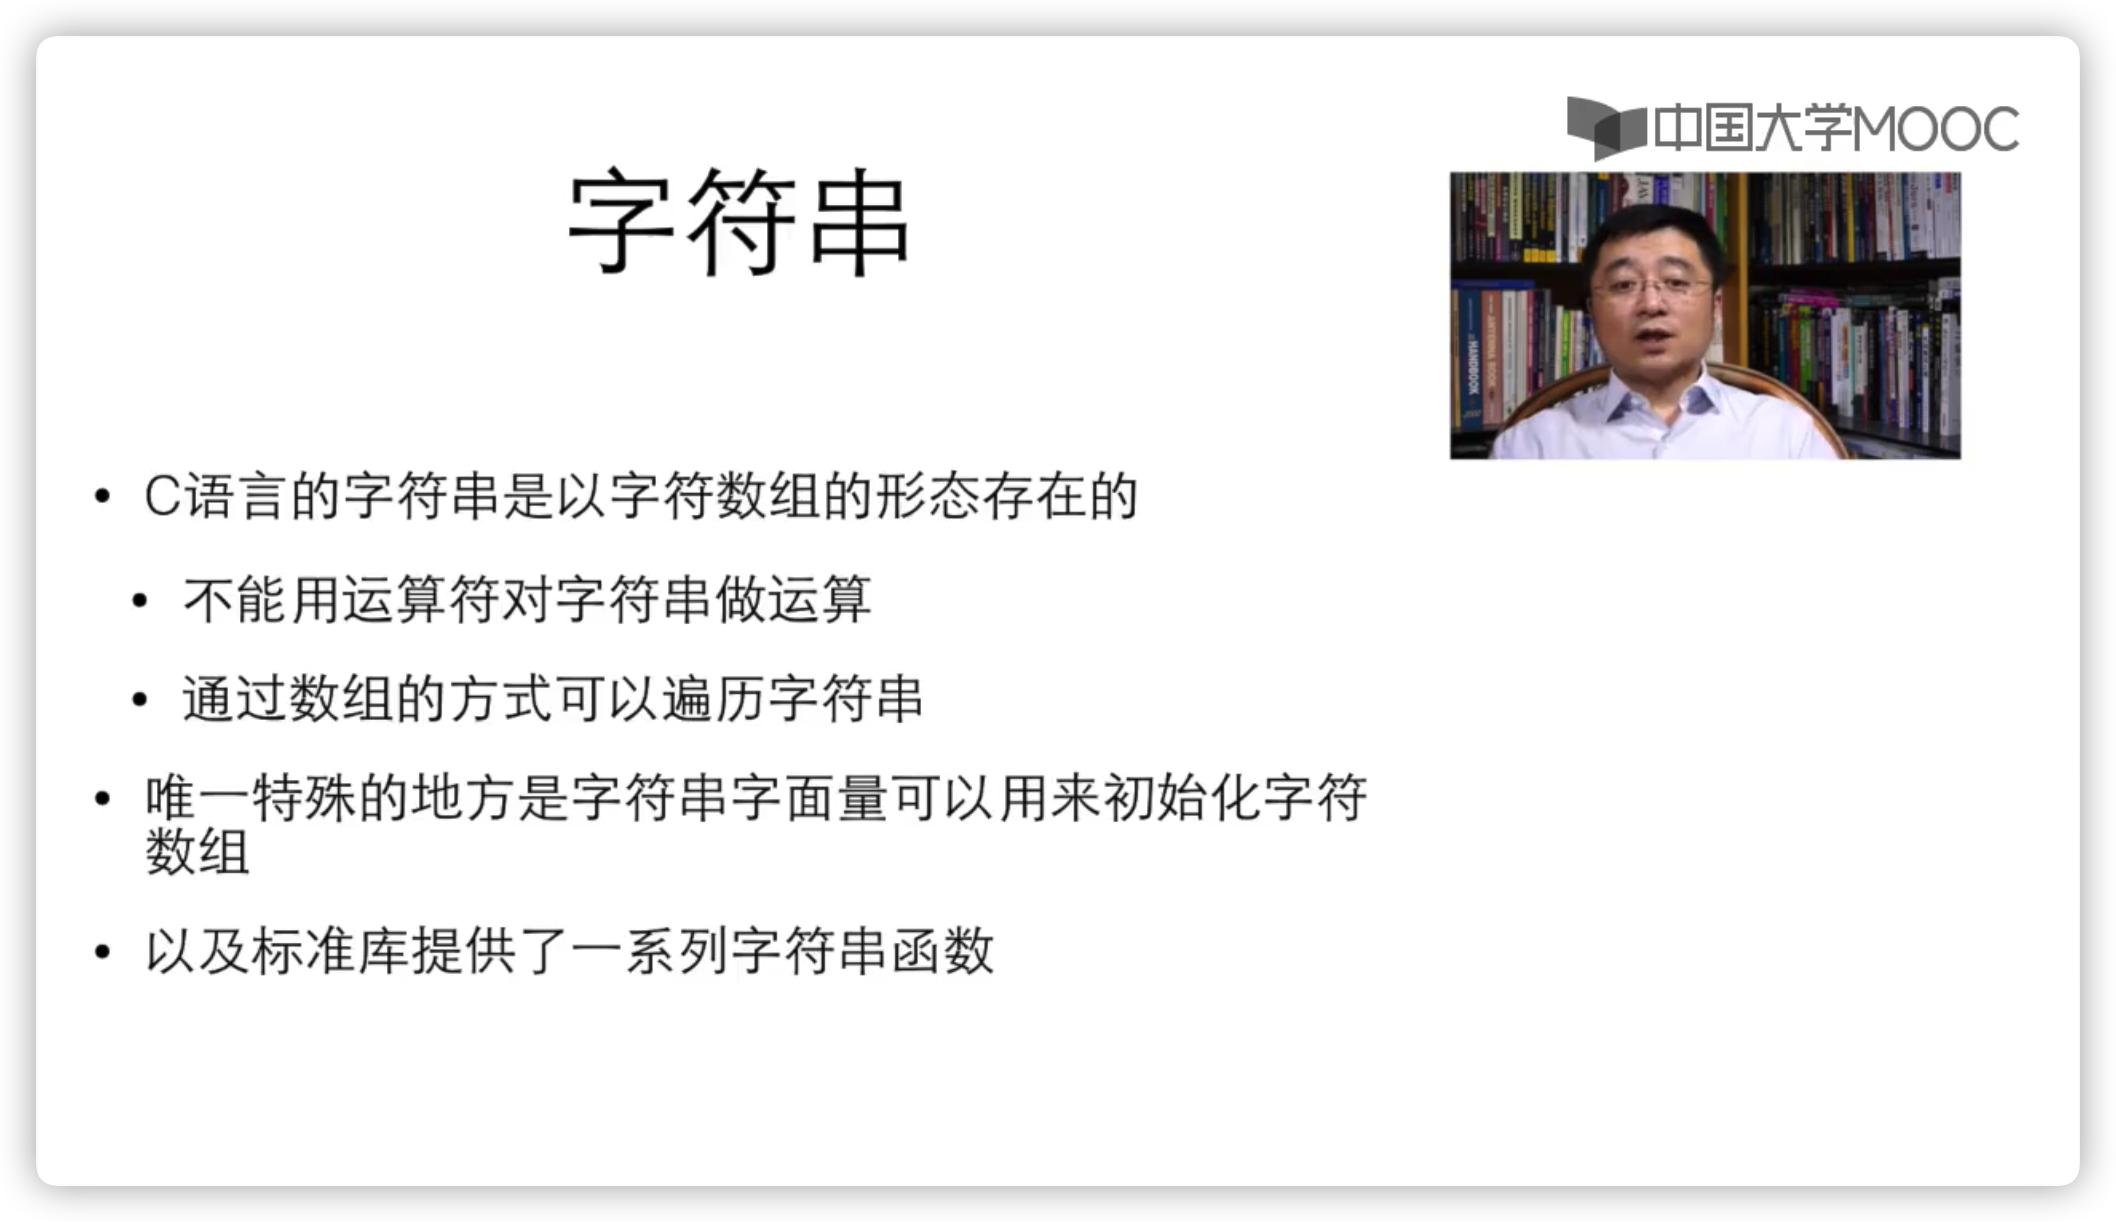 中国大学MOOC
字符串
HANDBOOK
• C语言的字符串是以字符数组的形态存在的
• 不能用运算符对字符串做运算
• 通过数组的方式可以遍历字符串
• 唯一特殊的地方是字符串字面量可以用来初始化字符
数组
• 以及标准库提供了一系列字符串函数